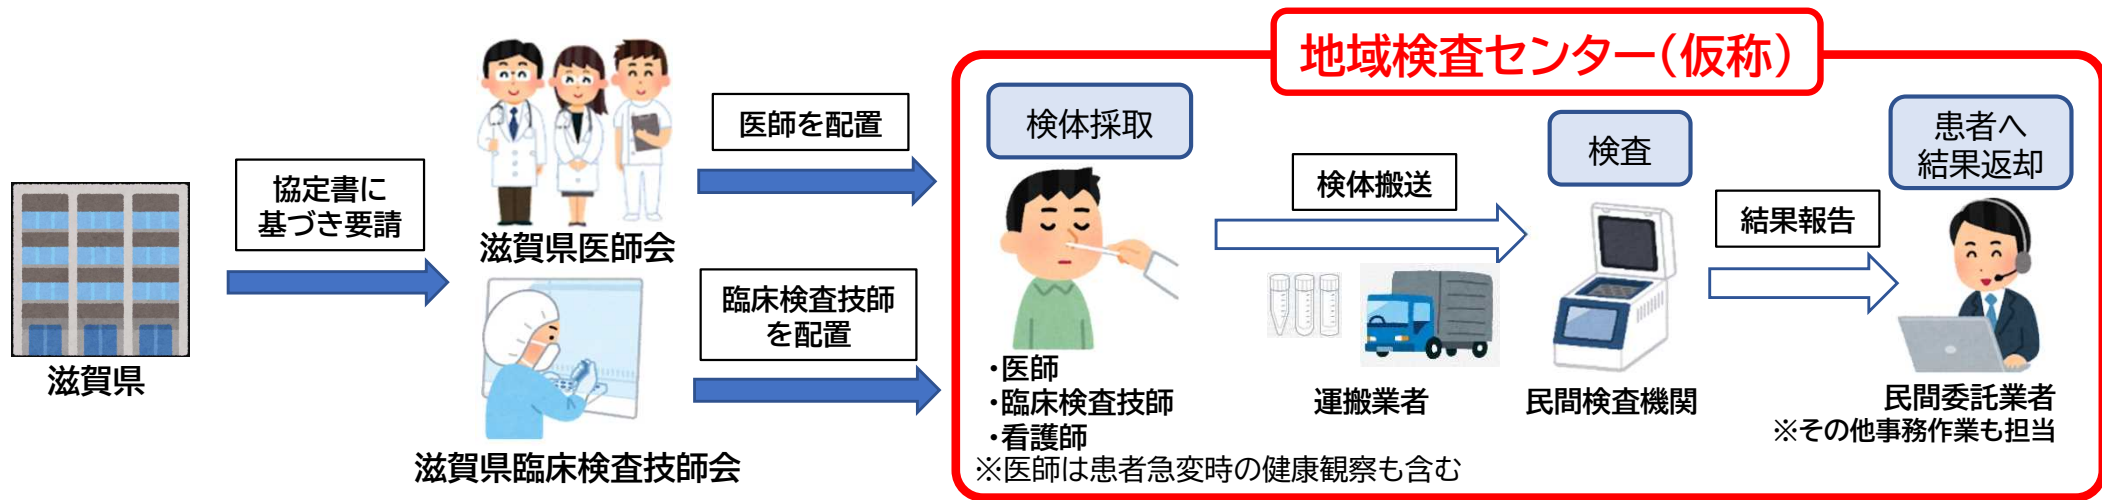 地域検査センター（仮称）
滋賀県
協定書に
基づき要請
滋賀県医師会
滋賀県臨床検査技師会
医師を配置
臨床検査技師
を配置
検体採取
・医師
・臨床検査技師
・看護師
※医師は患者急変時の健康観察も含む
検体搬送
運搬業者
検査
民間検査機関
結果報告
患者へ
結果返却
民間委託業者
※その他事務作業も担当